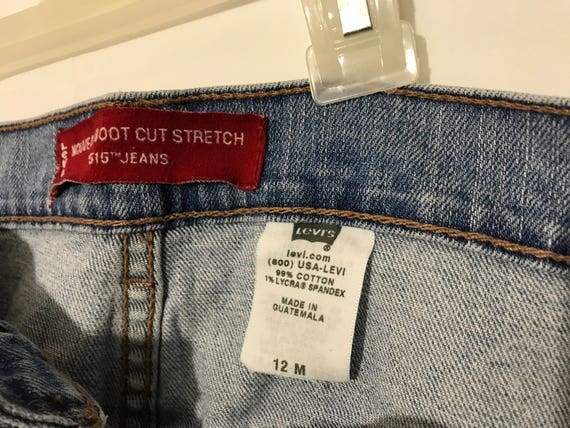 BOOT CUT STRETCH
515™ JEANS
Levi's
levi.com
(800) USA-LEVI
99% COTTON
1% LYCRA® SPANDEX
MADE IN
GUATEMALA
12 M